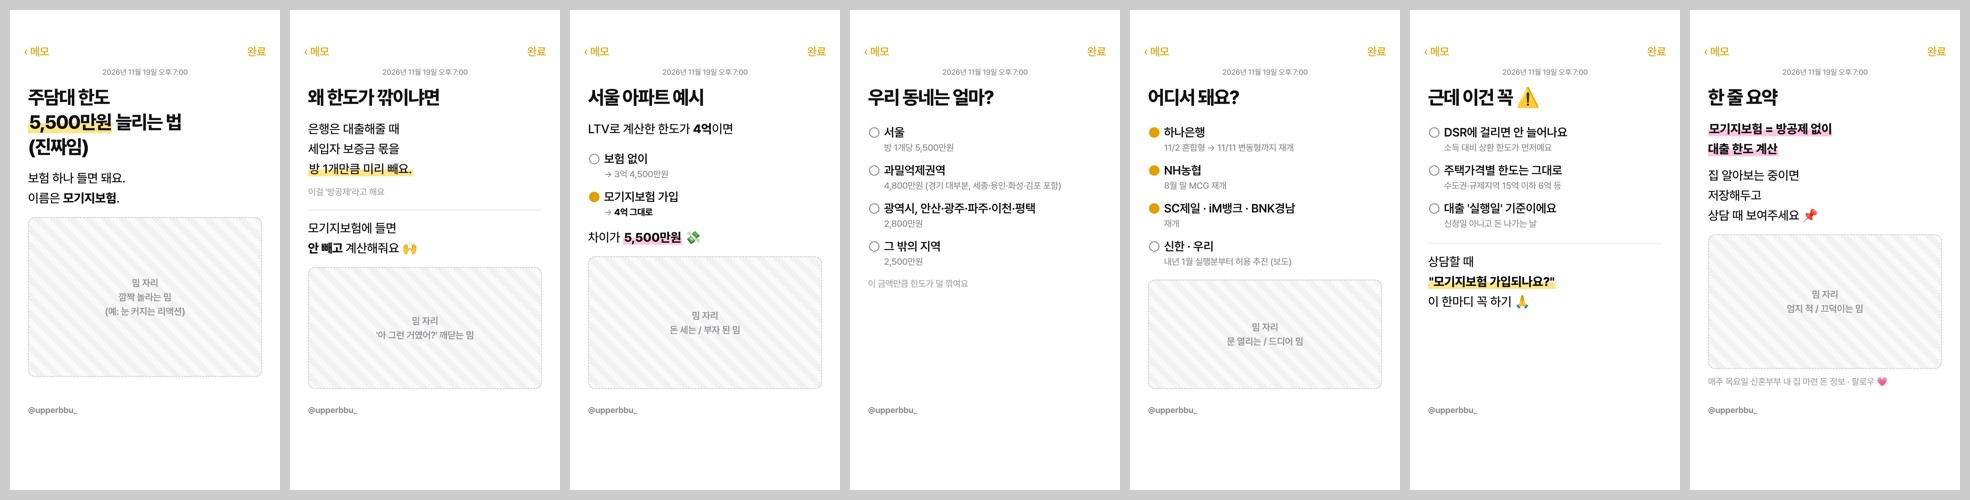 ‹ 메모
완료
2026년 11월 19일 오후 7:00
주담대 한도
5,500만원 늘리는 법
(진짜임)
보험 하나 들면 돼요.
이름은 모기지보험.
밈 자리
깜짝 놀라는 밈
(예: 눈 커지는 리액션)
@upperbbu_
‹ 메모
완료
2026년 11월 19일 오후 7:00
왜 한도가 깎이냐면
은행은 대출해줄 때
세입자 보증금 몫을
방 1개만큼 미리 빼요.
이걸 '방공제'라고 해요
모기지보험에 들면
안 빼고 계산해줘요 🙌
밈 자리
'아 그런 거였어?' 깨닫는 밈
@upperbbu_
‹ 메모
완료
2026년 11월 19일 오후 7:00
서울 아파트 예시
LTV로 계산한 한도가 4억이면
보험 없이
→ 3억 4,500만원
모기지보험 가입
→ 4억 그대로
차이가 5,500만원 💸
밈 자리
돈 세는 / 부자 된 밈
@upperbbu_
‹ 메모
완료
2026년 11월 19일 오후 7:00
우리 동네는 얼마?
서울
방 1개당 5,500만원
과밀억제권역
4,800만원 (경기 대부분, 세종·용인·화성·김포 포함)
광역시, 안산·광주·파주·이천·평택
2,800만원
그 밖의 지역
2,500만원
이 금액만큼 한도가 덜 깎여요
@upperbbu_
‹ 메모
완료
2026년 11월 19일 오후 7:00
어디서 돼요?
하나은행
11/2 혼합형 → 11/11 변동형까지 재개
NH농협
8월 말 MCG 재개
SC제일 · iM뱅크 · BNK경남
재개
신한 · 우리
내년 1월 실행분부터 허용 추진 (보도)
밈 자리
문 열리는 / 드디어 밈
@upperbbu_
‹ 메모
완료
2026년 11월 19일 오후 7:00
근데 이건 꼭 ⚠️
DSR에 걸리면 안 늘어나요
소득 대비 상환 한도가 먼저예요
주택가격별 한도는 그대로
수도권·규제지역 15억 이하 6억 등
대출 '실행일' 기준이에요
신청일 아니고 돈 나가는 날
상담할 때
"모기지보험 가입되나요?"
이 한마디 꼭 하기 🙏
@upperbbu_
‹ 메모
완료
2026년 11월 19일 오후 7:00
한 줄 요약
모기지보험 = 방공제 없이
대출 한도 계산
집 알아보는 중이면
저장해두고
상담 때 보여주세요 📌
밈 자리
엄지 척 / 끄덕이는 밈
매주 목요일 신혼부부 내 집 마련 돈 정보 · 팔로우 💗
@upperbbu_